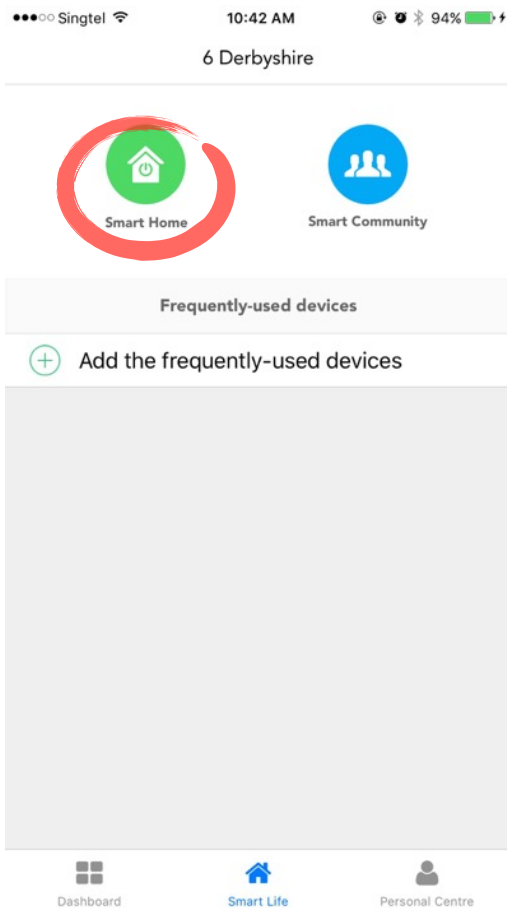 Singtel 10:42 AM 94%
6 Derbyshire
Smart Home Smart Community
Frequently-used devices
Add the frequently-used devices
Dashboard Smart Life Personal Centre